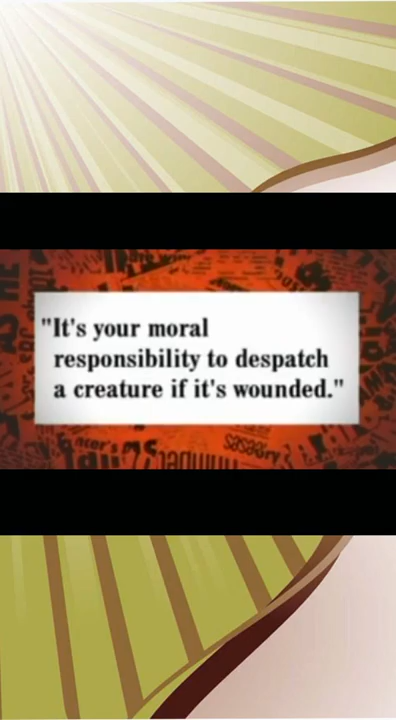 "It's your moral
responsibility to despatch
a creature if it's wounded."